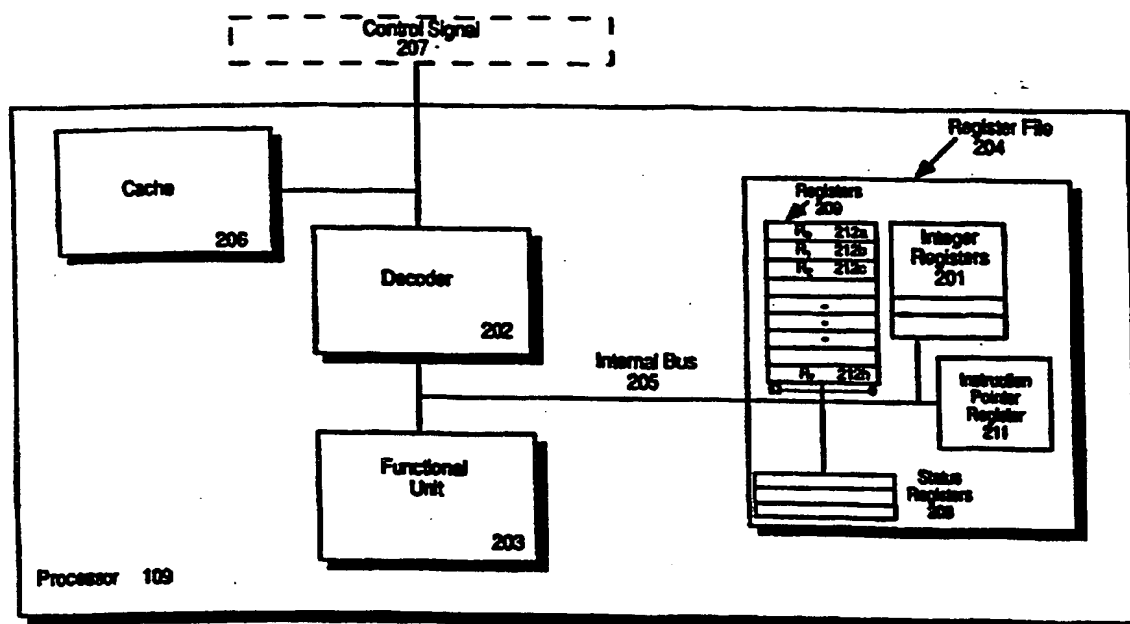 Control Signal
207
Register File
204
Cache
206
Registers
209
R0 212a
R1 212b
R2 212c
Integer
Registers
201
Decoder
202
Internal Bus
205
R7 212h
Instruction
Pointer
Register
211
Functional
Unit
203
Status
Registers
208
Processor 109